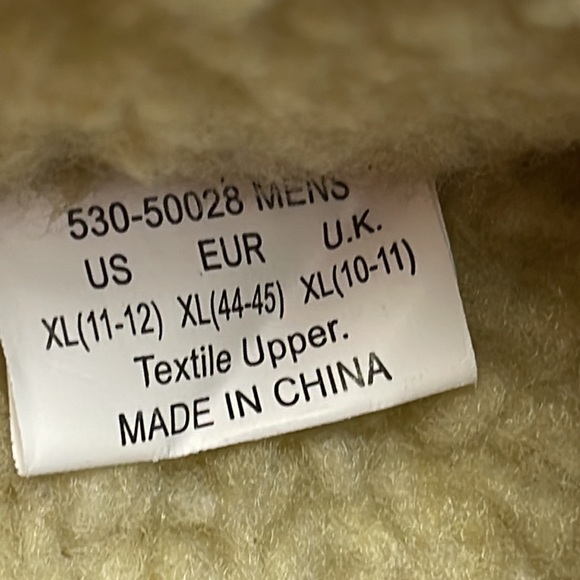 530-50028 MENS
US EUR U.K.
XL(11-12) XL(44-45) XL(10-11)
Textile Upper.
MADE IN CHINA